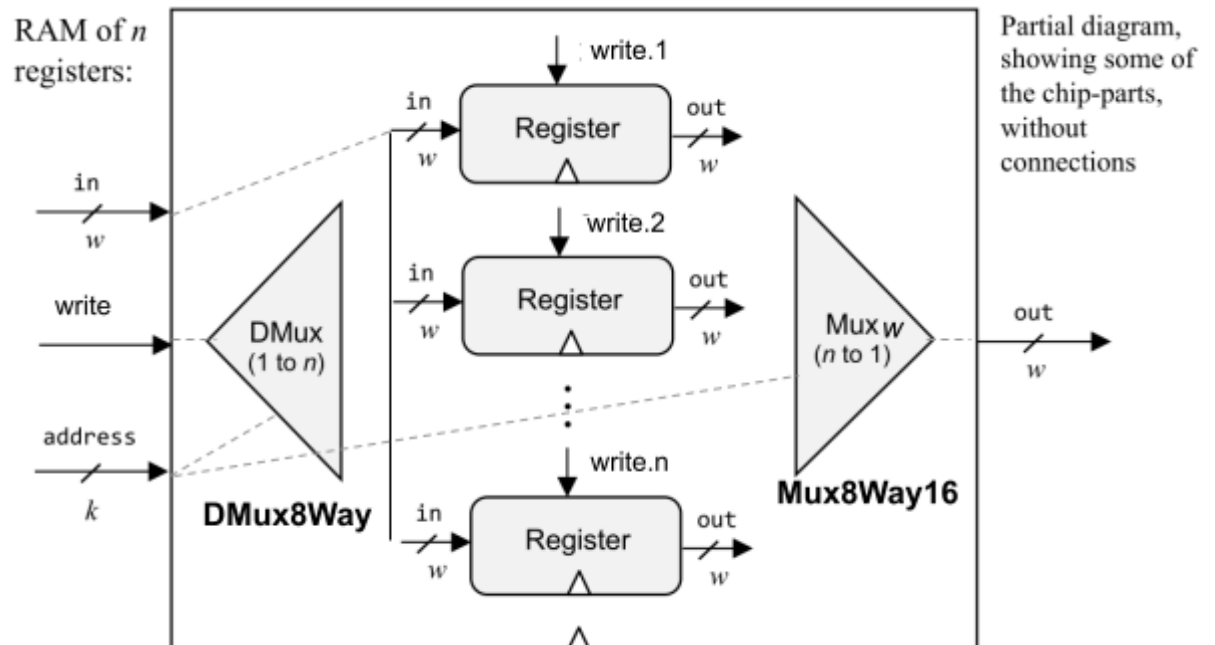 RAM of n
registers:
Partial diagram,
showing some of
the chip-parts,
without
connections
write.1
in
Register
out
w
w
in
w
write.2
in
Register
out
w
w
write
DMux
(1 to n)
Mux w
(n to 1)
out
w
address
k
write.n
DMux8Way
Mux8Way16
in
Register
out
w
w